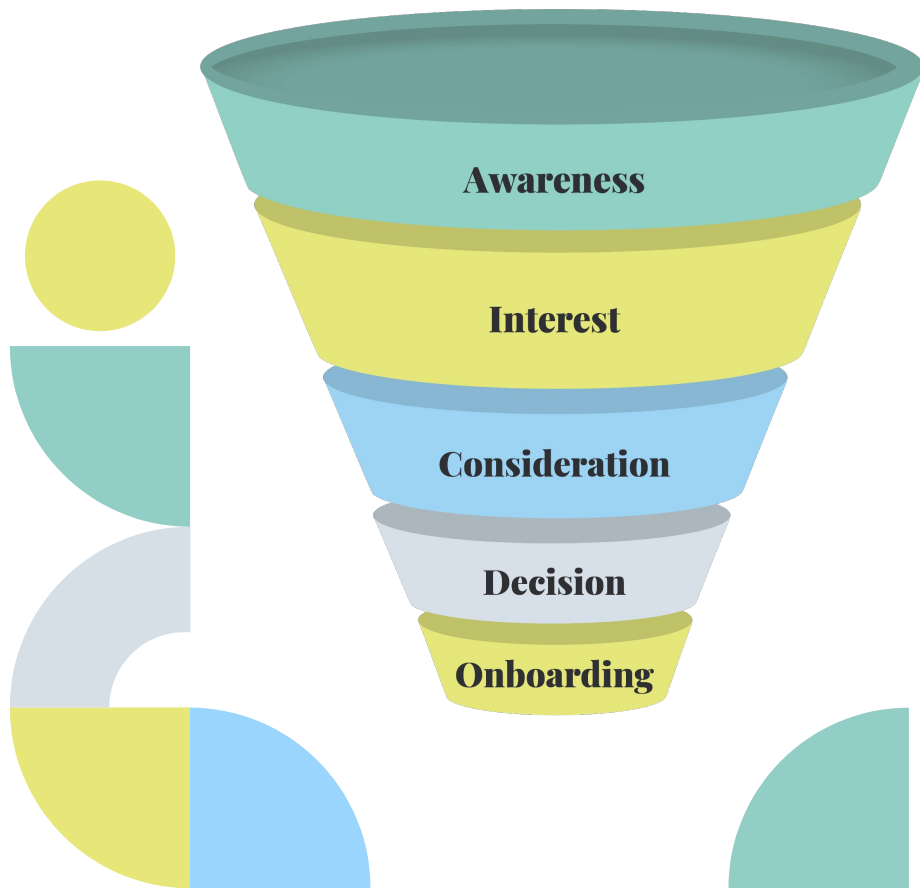 Awareness
Interest
Consideration
Decision
Onboarding